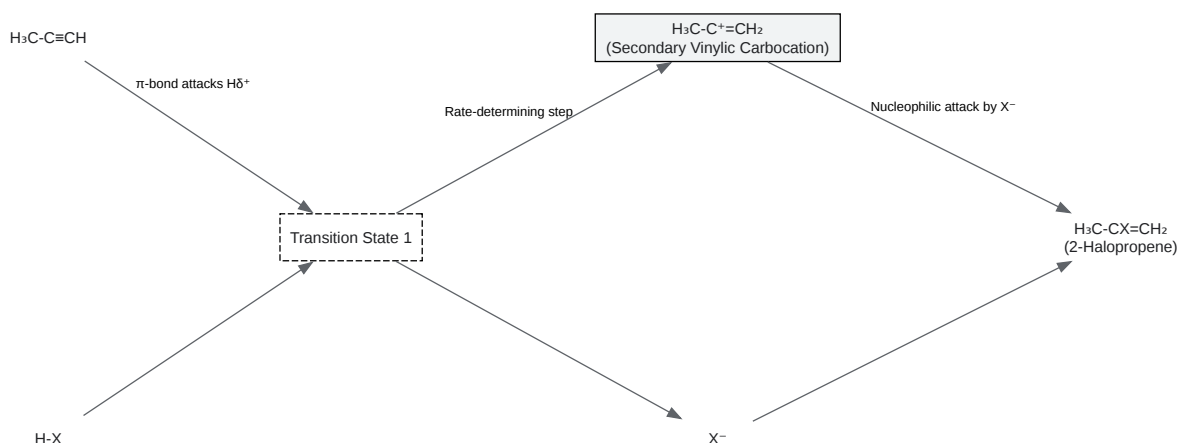 H₃C-C≡CH
π-bond attacks Hδ⁺
H₃C-C⁺=CH₂
(Secondary Vinylic Carbocation)
Rate-determining step
Nucleophilic attack by X⁻
Transition State 1
H₃C-CX=CH₂
(2-Halopropene)
H-X
X⁻